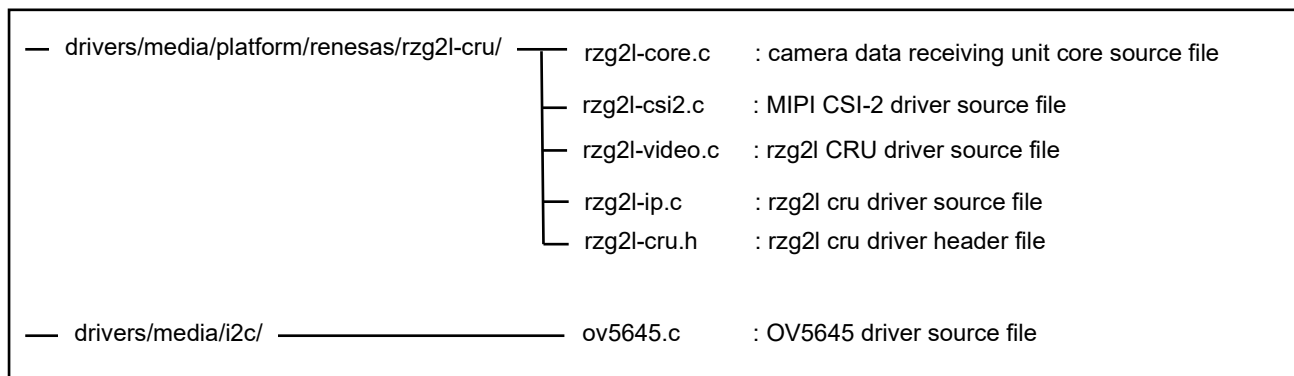 drivers/media/platform/renesas/rzg2l-cru/ rzg2l-core.c : camera data receiving unit core source file
rzg2l-csi2.c : MIPI CSI-2 driver source file
rzg2l-video.c : rzg2l CRU driver source file
rzg2l-ip.c : rzg2l cru driver source file
rzg2l-cru.h : rzg2l cru driver header file
drivers/media/i2c/ ov5645.c : OV5645 driver source file